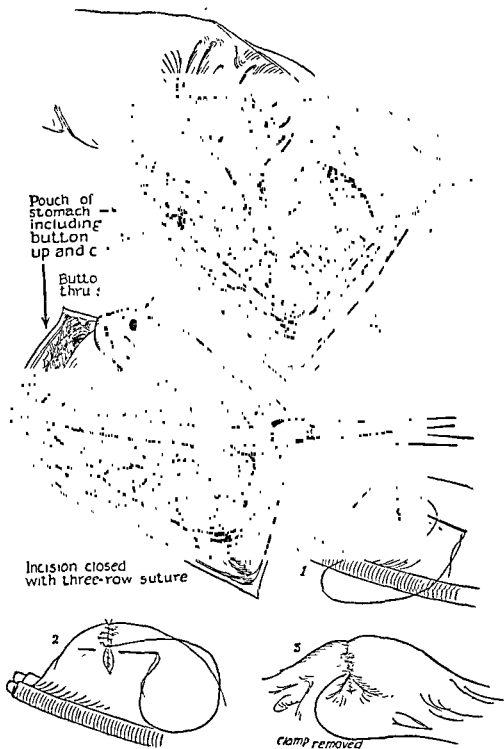 Pouch of
stomach
including
button
up and
thru
Incision closed
with three-row suture
1
2
3
clamp removed